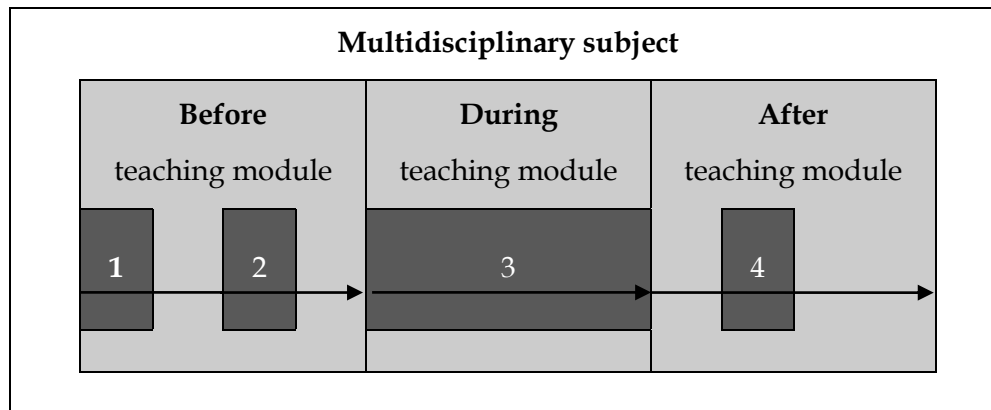 Multidisciplinary subject
Before During After
teaching module teaching module teaching module
1 2 3 4